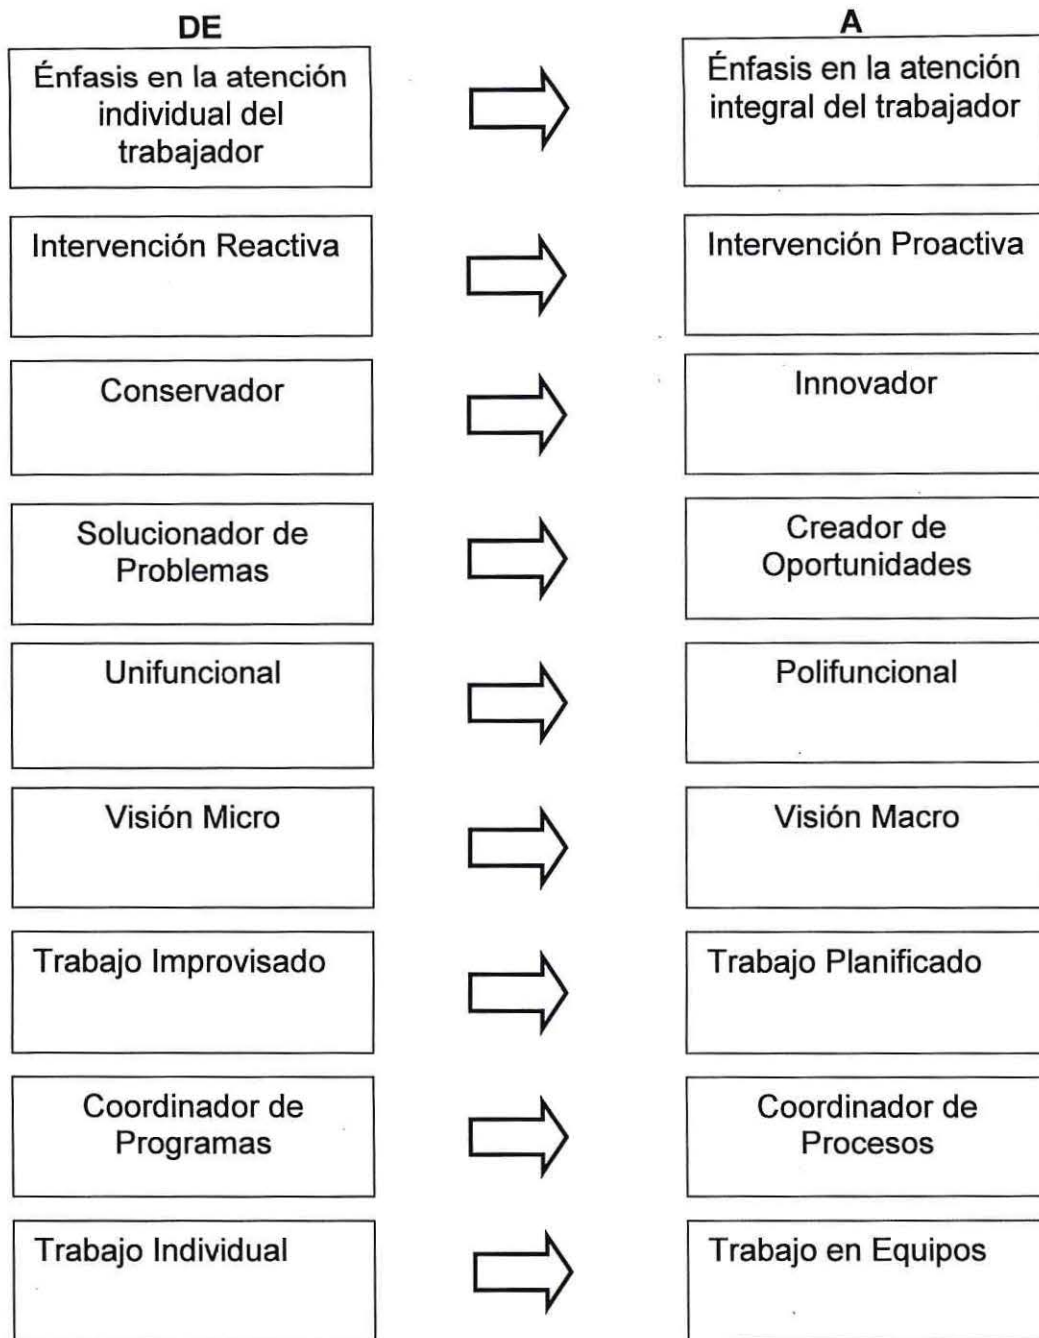 DE
A
Énfasis en la atención
individual del
trabajador
Énfasis en la atención
integral del trabajador
Intervención Reactiva
Intervención Proactiva
Conservador
Innovador
Solucionador de
Problemas
Creador de
Oportunidades
Unifuncional
Polifuncional
Visión Micro
Visión Macro
Trabajo Improvisado
Trabajo Planificado
Coordinador de
Programas
Coordinador de
Procesos
Trabajo Individual
Trabajo en Equipos